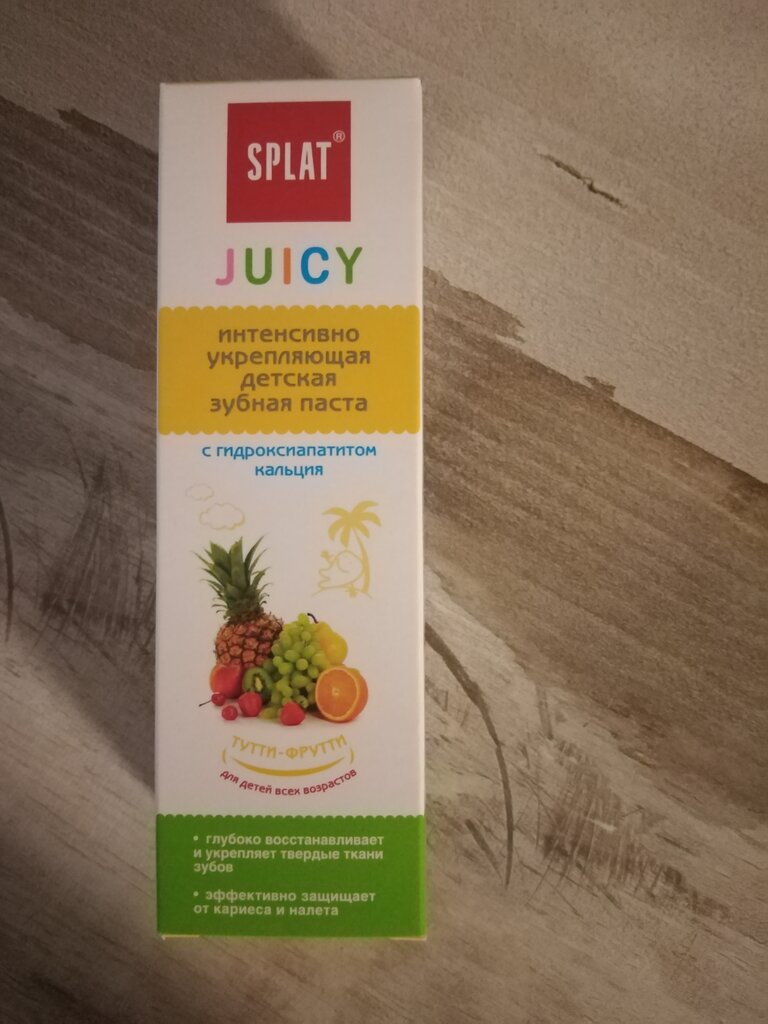 SPLAT®
JUICY
интенсивно
укрепляющая
детская
зубная паста
с гидроксиапатитом
кальция
ТУТТИ-ФРУТТИ
для детей всех возрастов
• глубоко восстанавливает
и укрепляет твердые ткани
зубов
• эффективно защищает
от кариеса и налета